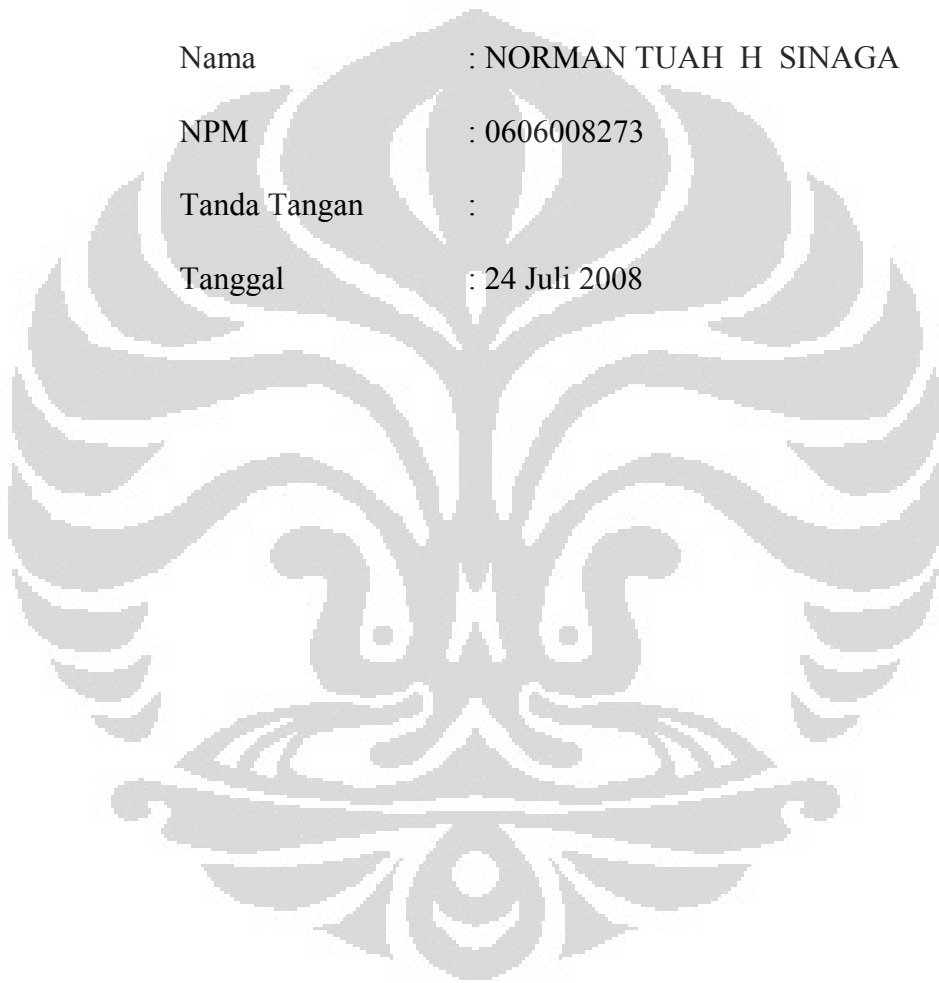 Nama : NORMAN TUAH H SINAGA
NPM : 0606008273
Tanda Tangan :
Tanggal : 24 Juli 2008